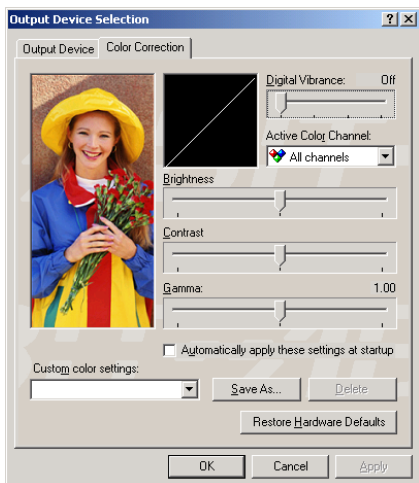 Output Device Selection
Output Device
Color Correction
Digital Vibrance: Off
Active Color Channel:
All channels
Brightness
Contrast
Gamma: 1.00
Automatically apply these settings at startup
Custom color settings:
Save As...
Delete
Restore Hardware Defaults
OK
Cancel
Apply